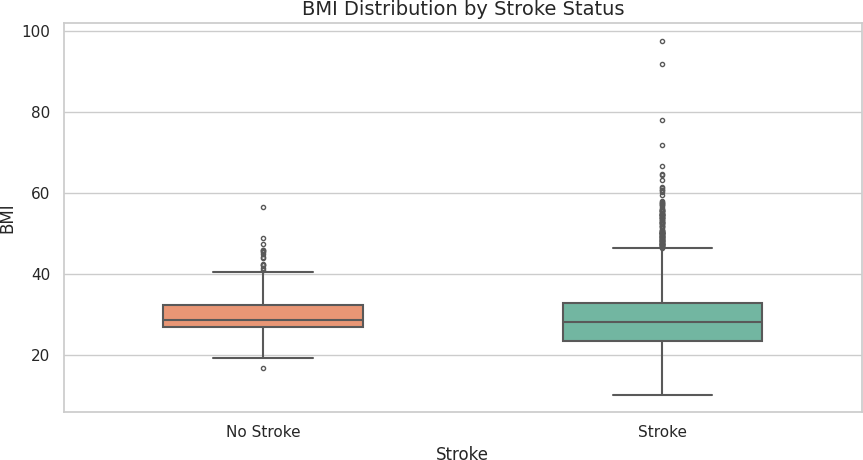 BMI Distribution by Stroke Status
100
80
60
40
20
BMI
No Stroke
Stroke
Stroke